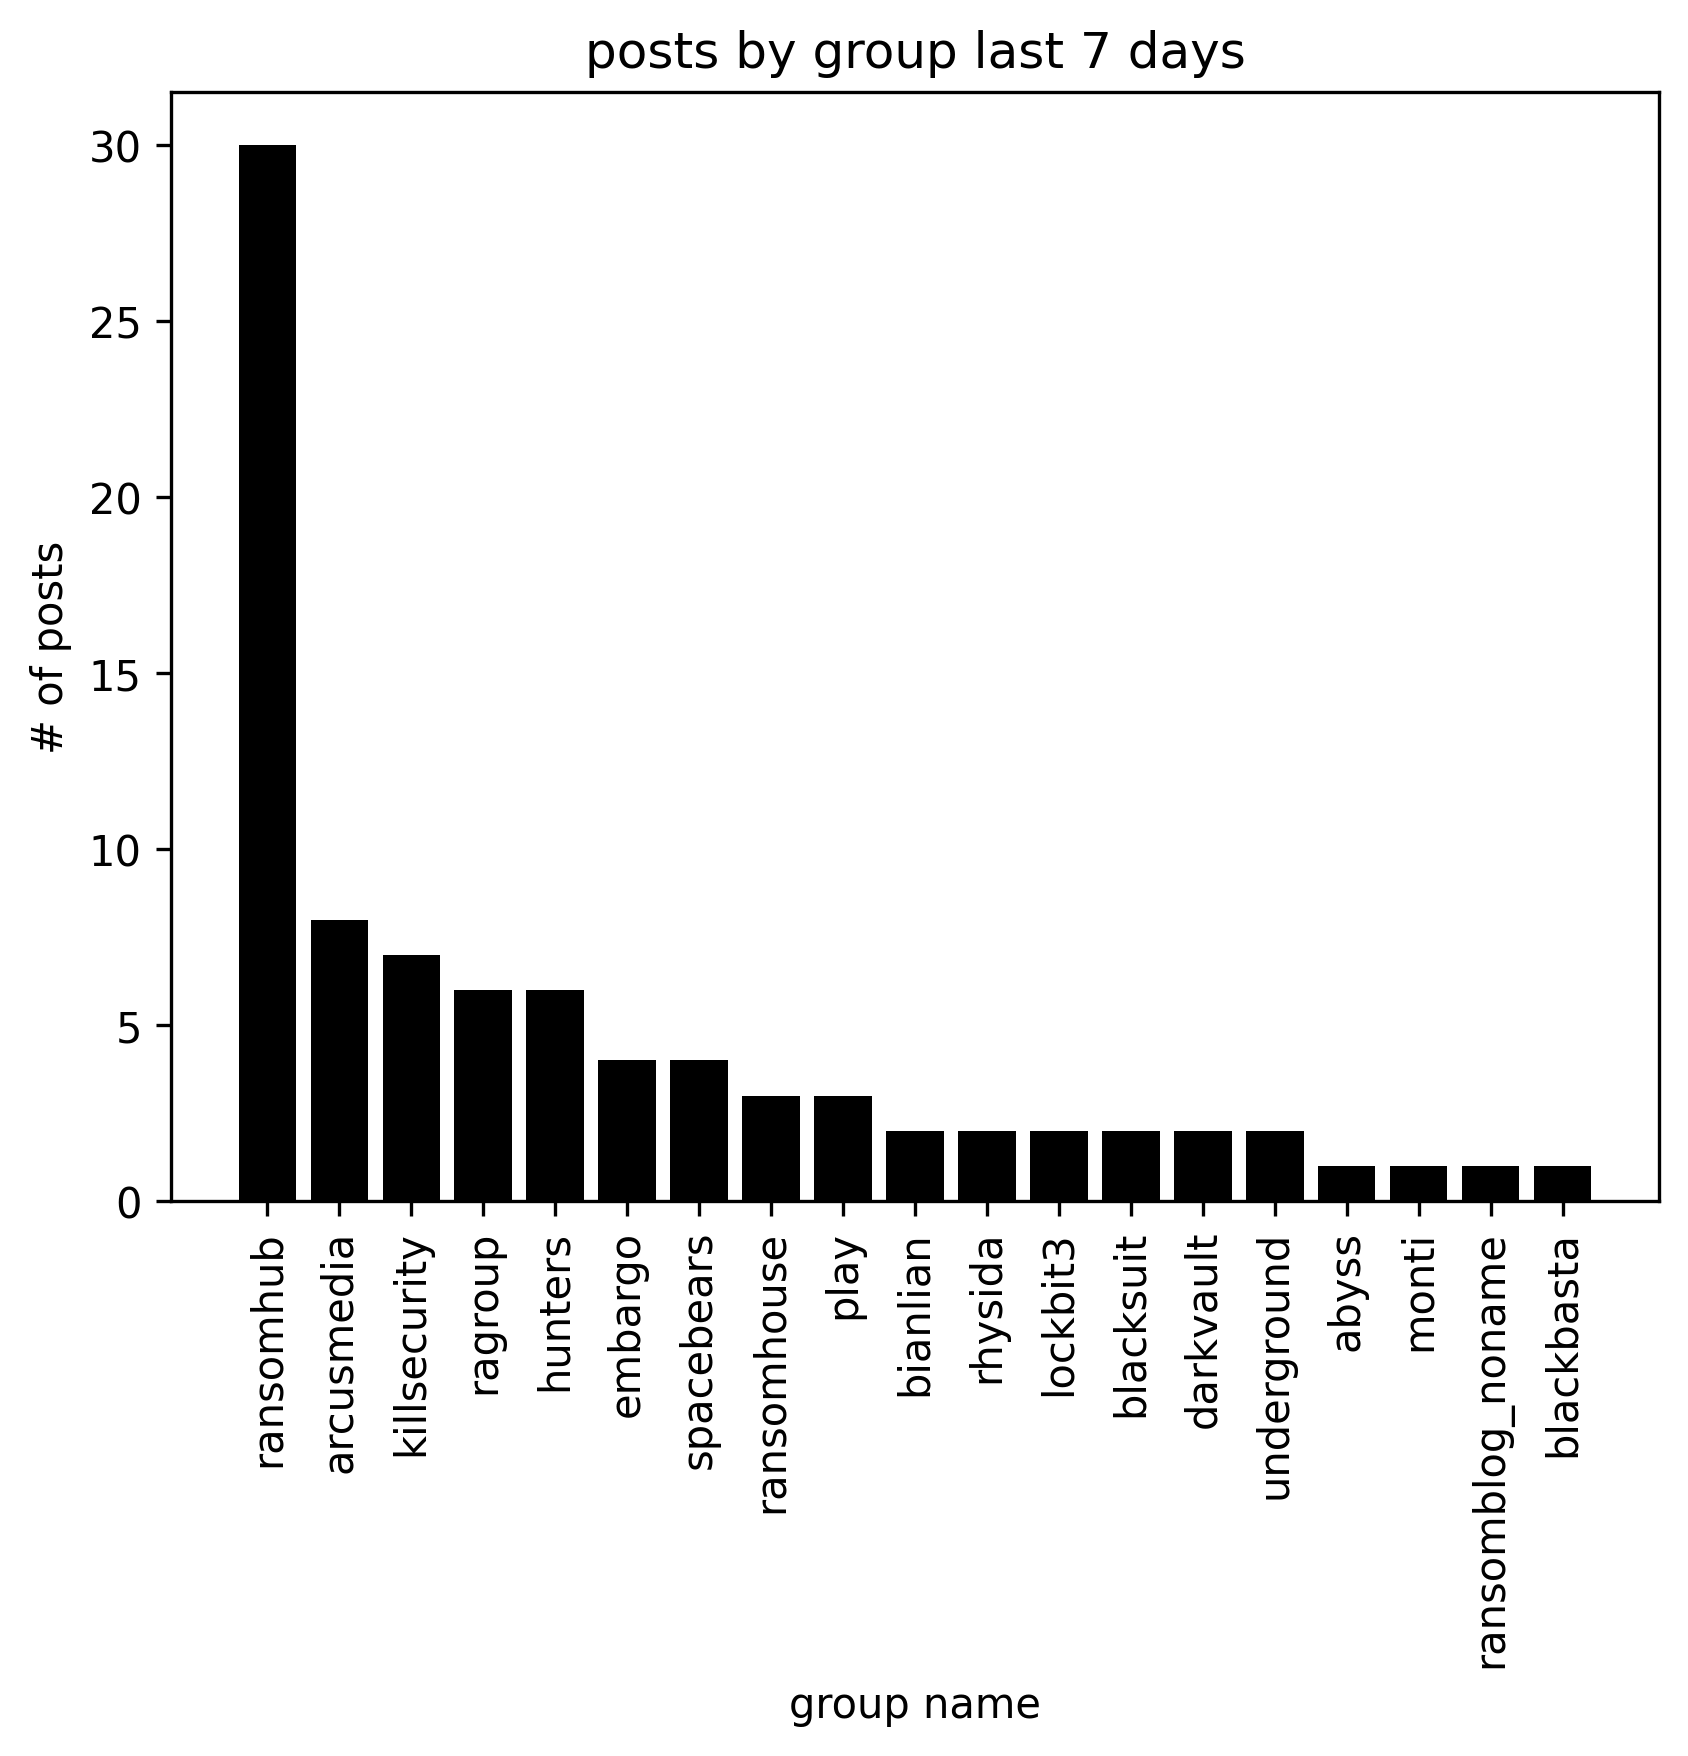 posts by group last 7 days
# of posts
30
25
20
15
10
5
0
ransomhub
arcusmedia
killsecurity
ragroup
hunters
embargo
spacebears
ransomhouse
play
bianlian
rhysida
lockbit3
blacksuit
darkvault
underground
abyss
monti
ransomblog_noname
blackbasta
group name